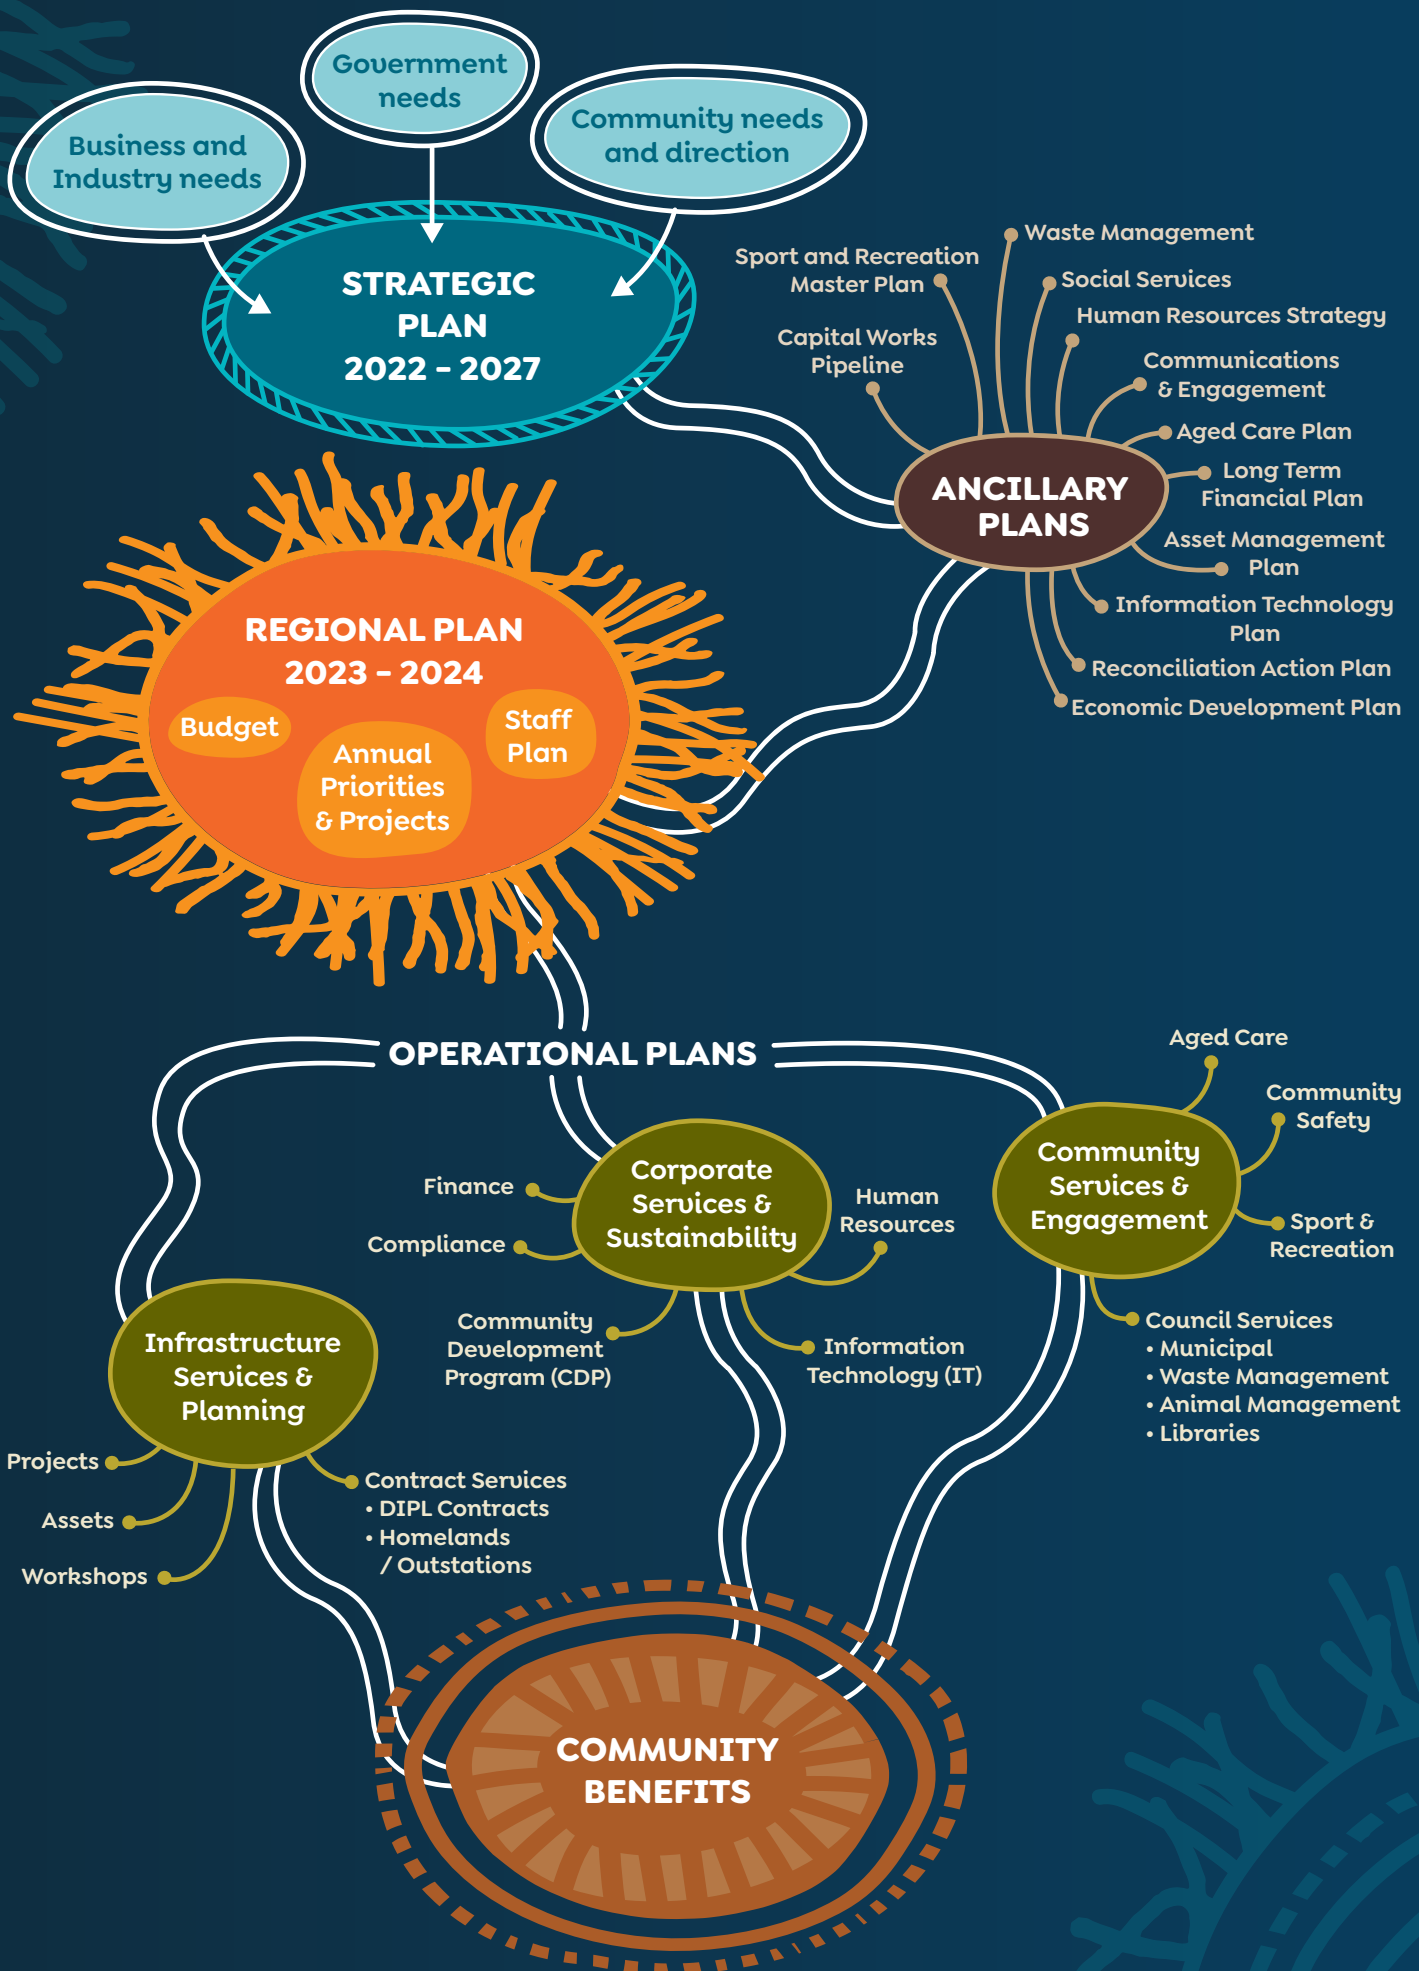 Government
needs
Business and
Industry needs
Community needs
and direction
STRATEGIC
PLAN
2022 – 2027
Waste Management
Sport and Recreation
Master Plan
Social Services
Human Resources Strategy
Capital Works
Pipeline
Communications
& Engagement
Aged Care Plan
Long Term
Financial Plan
ANCILLARY
PLANS
Asset Management
Plan
Information Technology
Plan
Reconciliation Action Plan
Economic Development Plan
REGIONAL PLAN
2023 – 2024
Budget
Annual
Priorities
& Projects
Staff
Plan
OPERATIONAL PLANS
Infrastructure
Services &
Planning
Projects
Assets
Workshops
Contract Services
• DIPL Contracts
• Homelands
/ Outstations
Corporate
Services &
Sustainability
Finance
Compliance
Community
Development
Program (CDP)
Human
Resources
Information
Technology (IT)
Community
Services &
Engagement
Aged Care
Community
Safety
Sport &
Recreation
Council Services
• Municipal
• Waste Management
• Animal Management
• Libraries
COMMUNITY
BENEFITS